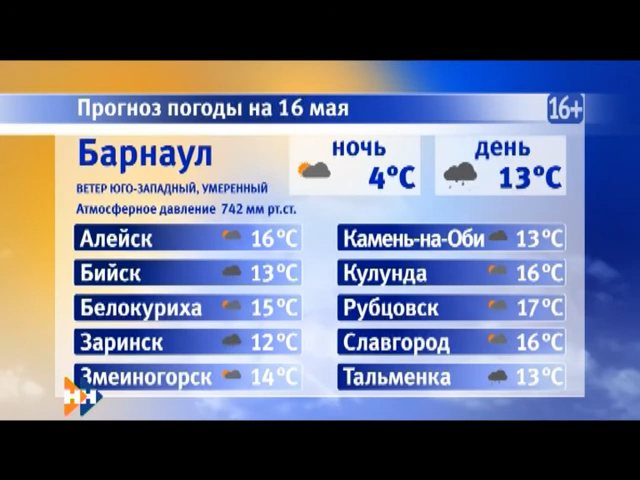 Прогноз погоды на 16 мая 16+
Барнаул
ночь 4°C
день 13°C
ВЕТЕР ЮГО-ЗАПАДНЫЙ, УМЕРЕННЫЙ
Атмосферное давление 742 мм рт.ст.
Алейск 16°C
Бийск 13°C
Белокуриха 15°C
Заринск 12°C
Змеиногорск 14°C
Камень-на-Оби 13°C
Кулунда 16°C
Рубцовск 17°C
Славгород 16°C
Тальменка 13°C
НН